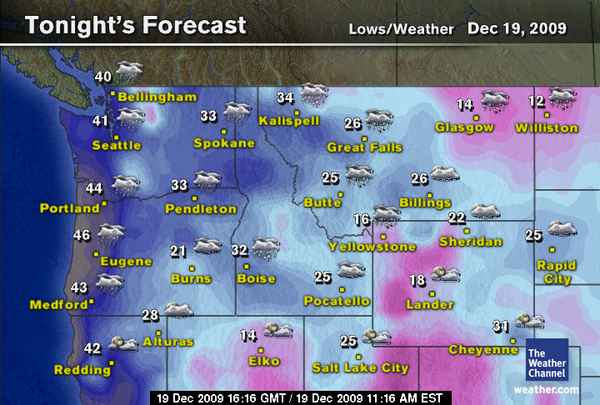 Tonight's Forecast
Lows/Weather Dec 19, 2009
40
Bellingham
41
Seattle
33
Spokane
34
Kalispell
26
Great Falls
14
Glasgow
12
Williston
44
Portland
33
Pendleton
25
Butte
26
Billings
46
Eugene
21
Burns
32
Boise
16
Yellowstone
22
Sheridan
25
Rapid
City
43
Medford
25
Pocatello
18
Lander
28
Alturas
42
Redding
14
Elko
25
Salt Lake City
31
Cheyenne
The
Weather
Channel
weather.com
19 Dec 2009 16:16 GMT / 19 Dec 2009 11:16 AM EST